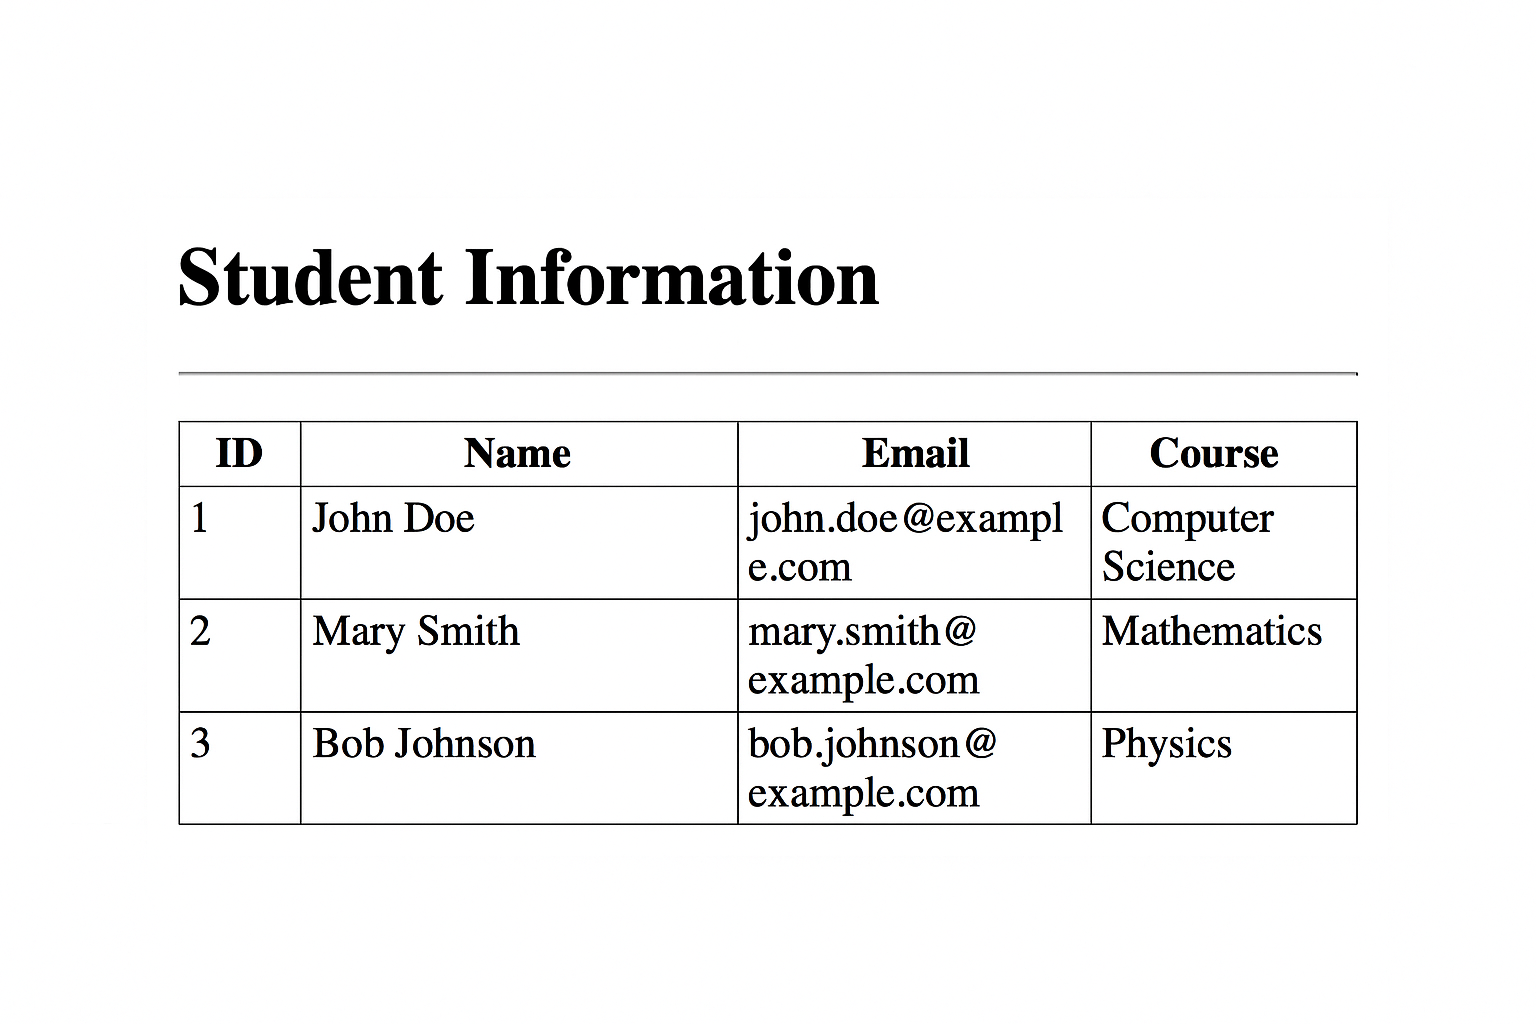 Student Information
ID Name Email Course
1 John Doe john.doe@exampl Computer
e.com Science
2 Mary Smith mary.smith@ Mathematics
example.com
3 Bob Johnson bob.johnson@ Physics
example.com